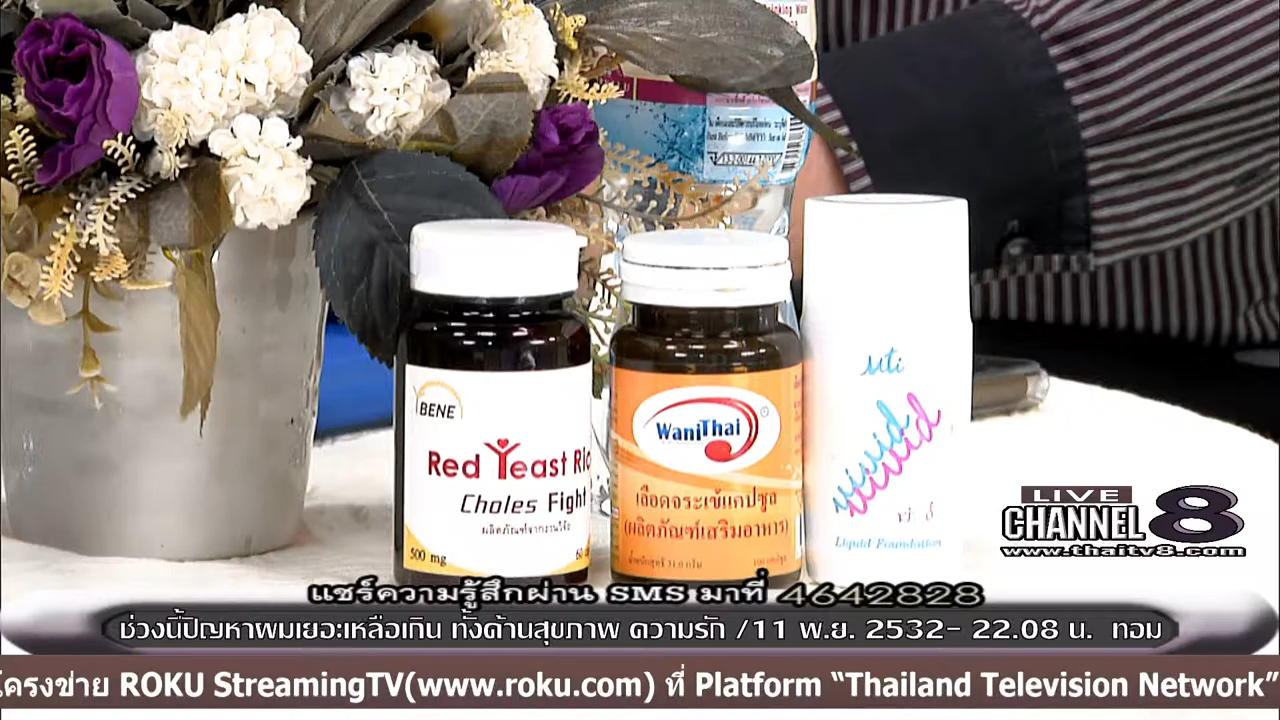 BENE
Red Yeast Ric
Choles Fight
500 mg
WaniThai
เลือดจระเข้แคปซูล
(ผลิตภัณฑ์เสริมอาหาร)
Mti
vivid
vivid
Liquid Foundation
LIVE
CHANNEL 8
www.thaitv8.com
แชร์ความรู้สึกผ่าน SMS มาที่ 4642828
ช่วงนี้ปัญหาผมเยอะเหลือเกิน ทั้งด้านสุขภาพ ความรัก /11 พ.ย. 2532- 22.08 น. ทอม
โครงข่าย ROKU StreamingTV(www.roku.com) ที่ Platform “Thailand Television Network”